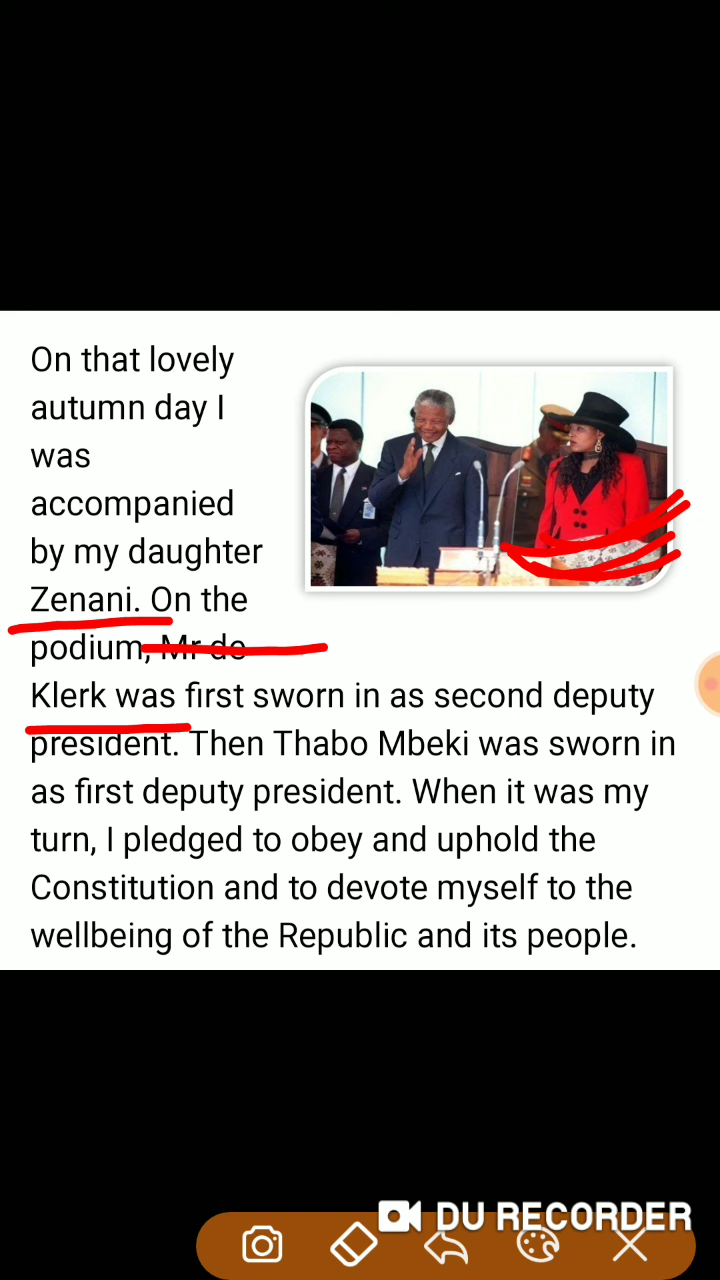 On that lovely
autumn day I
was
accompanied
by my daughter
Zenani. On the
podium, Mr de
Klerk was first sworn in as second deputy
president. Then Thabo Mbeki was sworn in
as first deputy president. When it was my
turn, I pledged to obey and uphold the
Constitution and to devote myself to the
wellbeing of the Republic and its people.
DU RECORDER